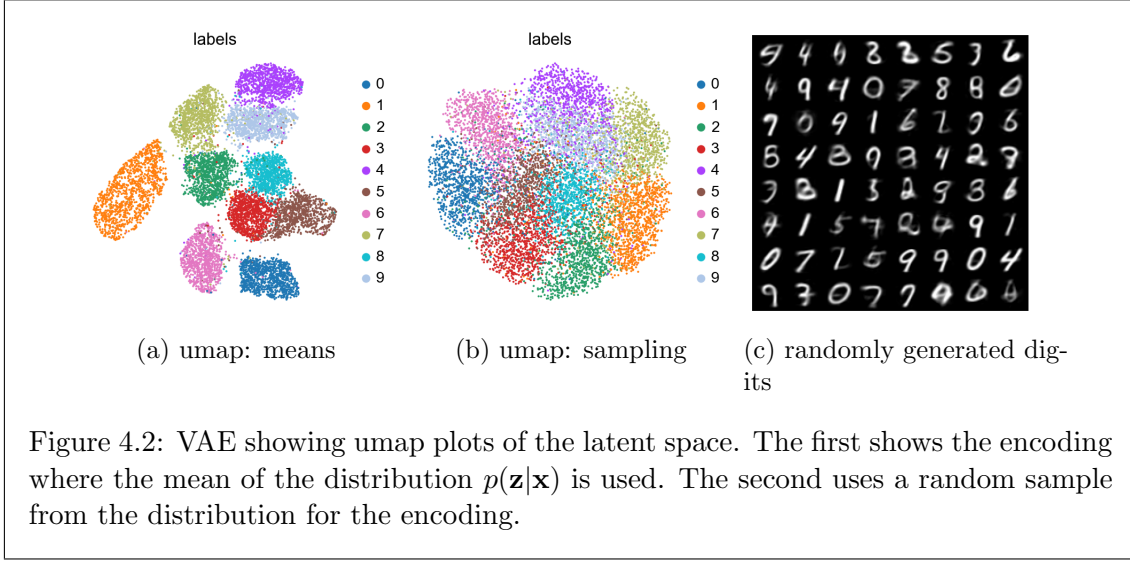 labels
0
1
2
3
4
5
6
7
8
9
labels
0
1
2
3
4
5
6
7
8
9
(a) umap: means
(b) umap: sampling
(c) randomly generated dig-
its
Figure 4.2: VAE showing umap plots of the latent space. The first shows the encoding
where the mean of the distribution p(z|x) is used. The second uses a random sample
from the distribution for the encoding.